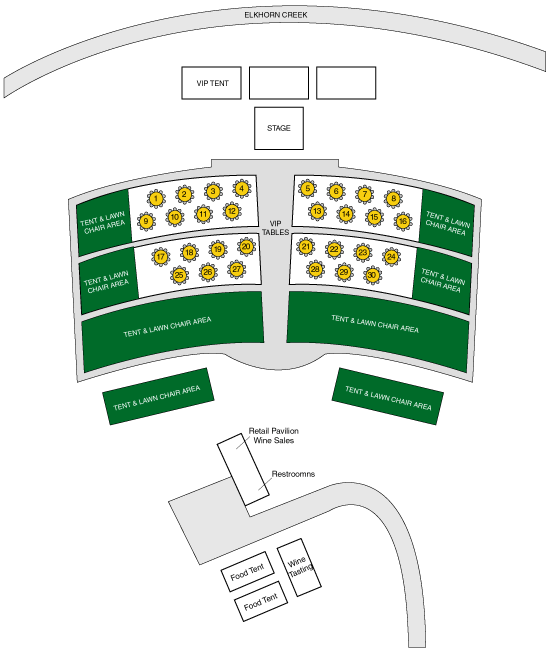 ELKHORN CREEK
VIP TENT
STAGE
1 2 3 4
5 6 7 8
9 10 11 12
13 14 15 16
TENT & LAWN
CHAIR AREA
TENT & LAWN
CHAIR AREA
VIP
TABLES
17 18 19 20
21 22 23 24
25 26 27
28 29 30
TENT & LAWN
CHAIR AREA
TENT & LAWN
CHAIR AREA
TENT & LAWN CHAIR AREA
TENT & LAWN CHAIR AREA
TENT & LAWN CHAIR AREA
TENT & LAWN CHAIR AREA
Retail Pavilion
Wine Sales
Restroomns
Food Tent
Wine
Tasting
Food Tent